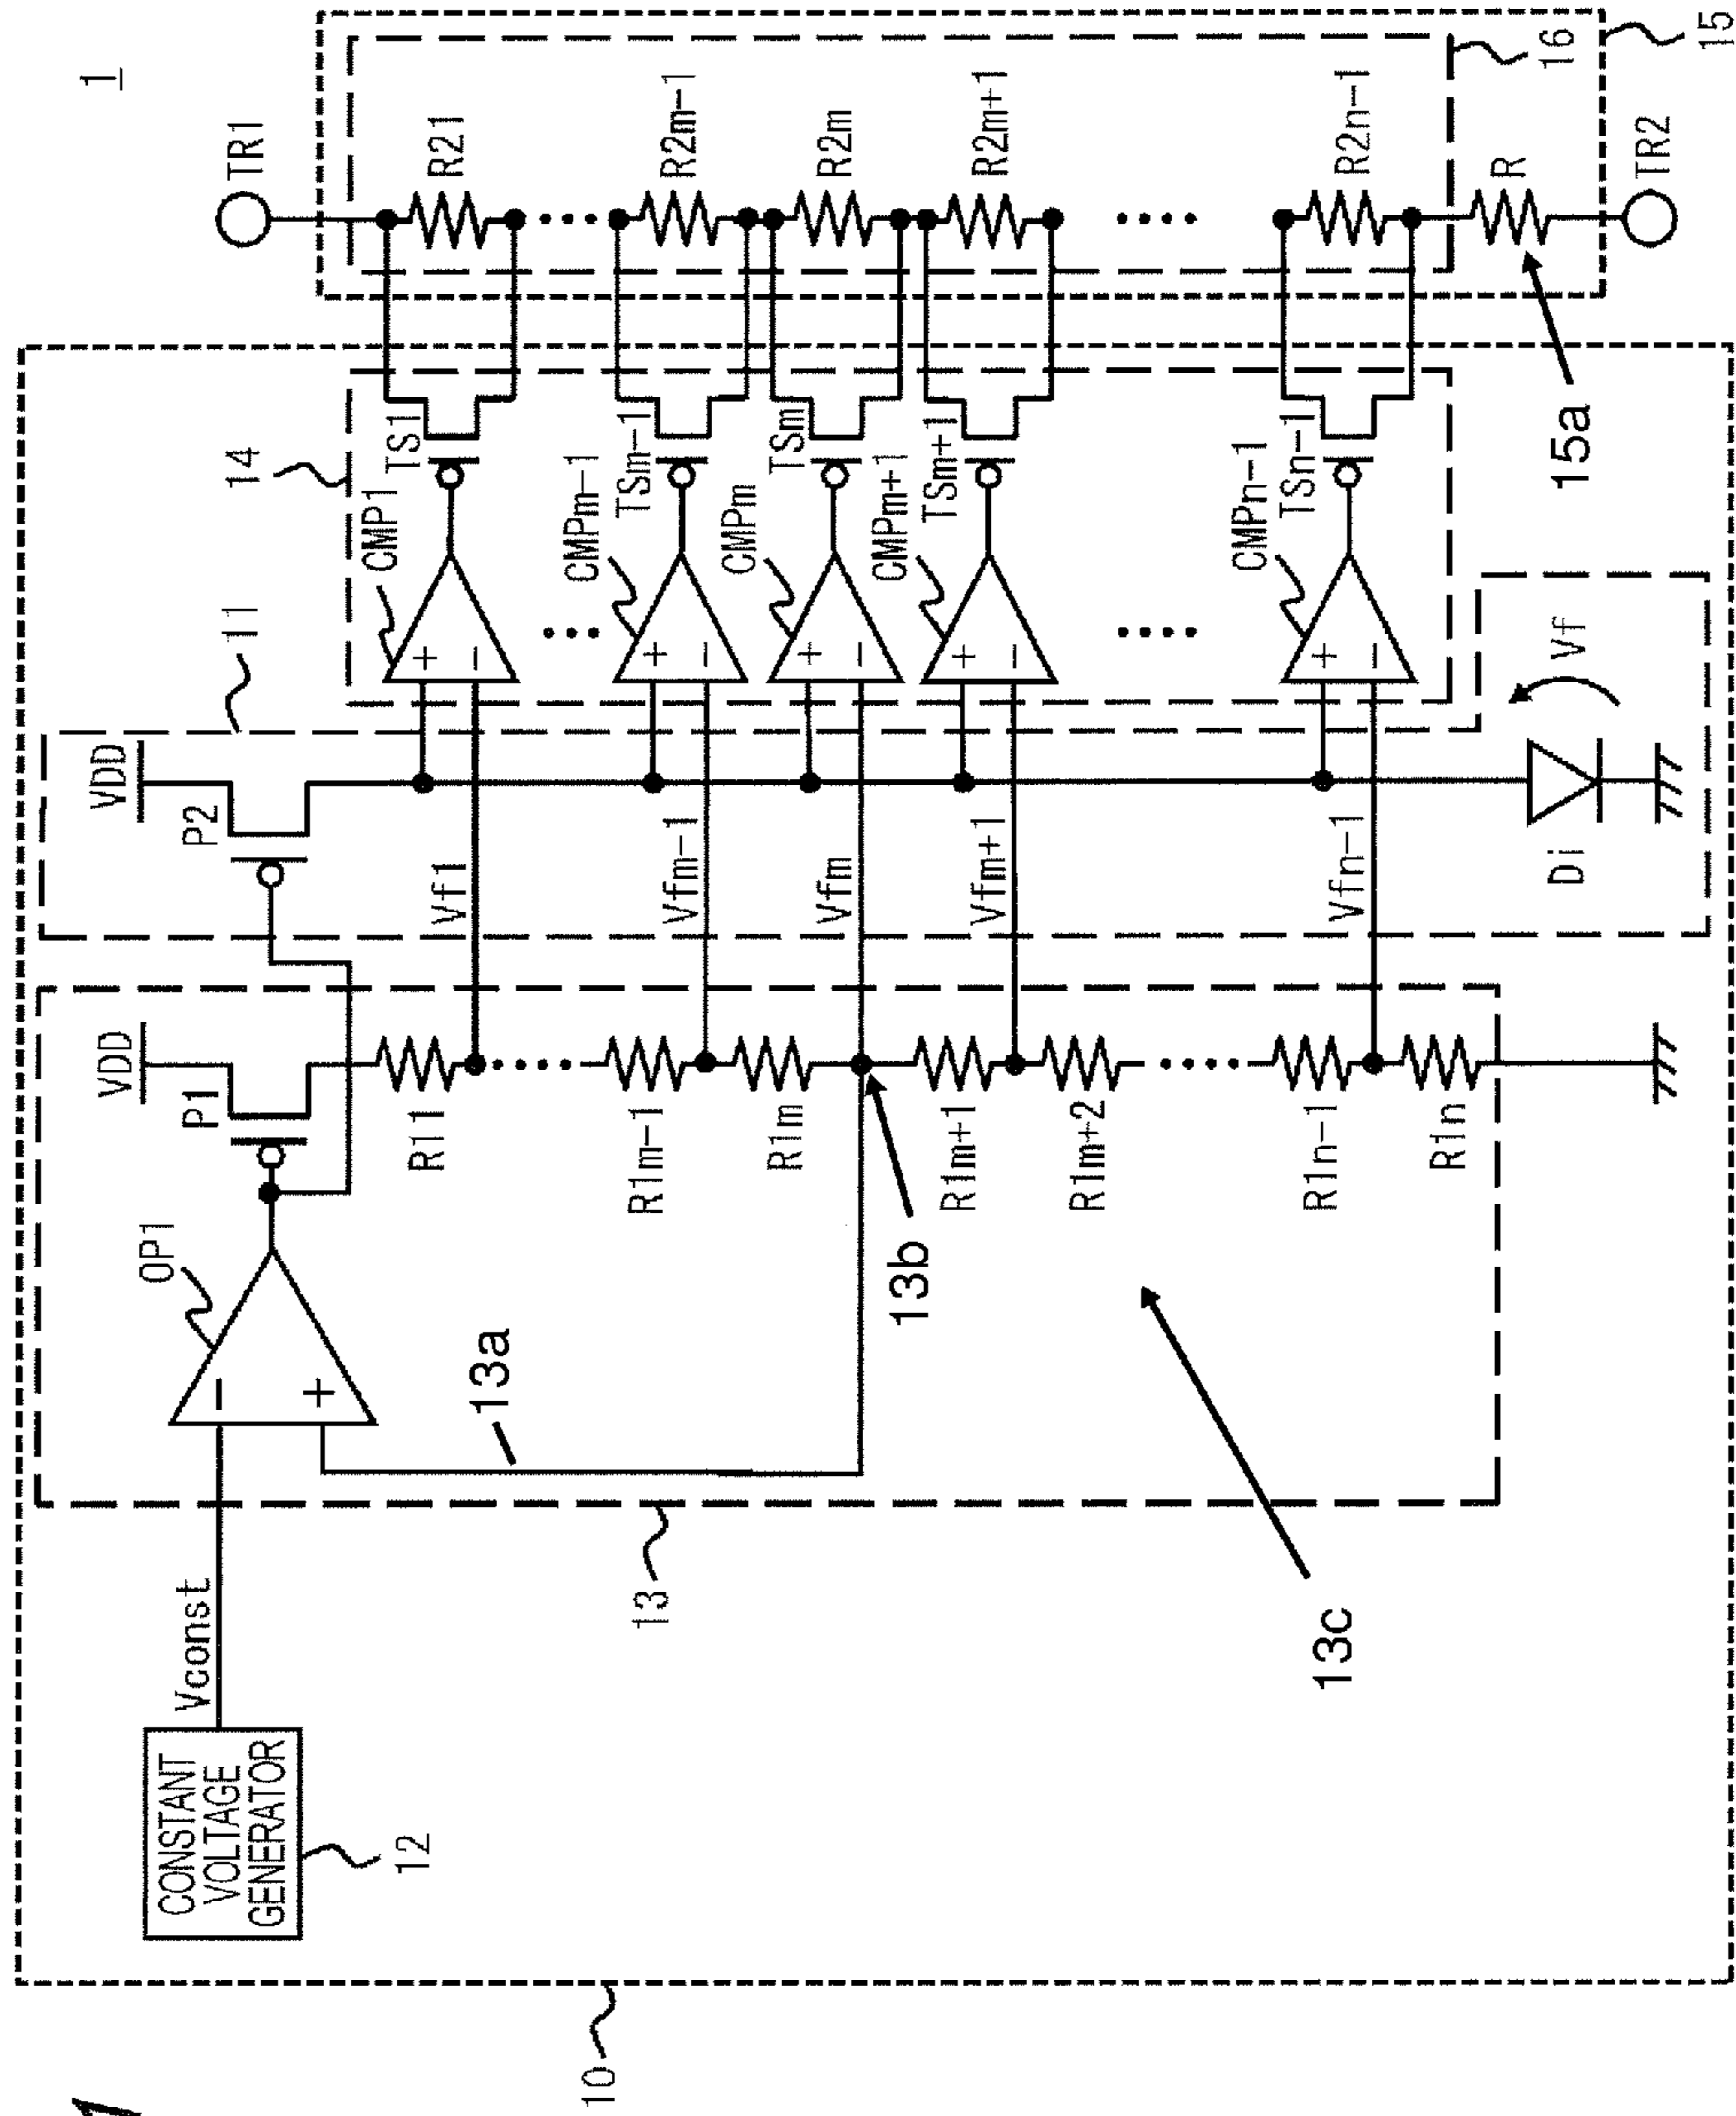 1
1
TR1
TR2
15
16
R21
R2m-1
R2m
R2m+1
R2n-1
R
15a
14
TS1
TSm-1
TSm
TSm+1
TSn-1
CMP1
CMPm-1
CMPm
CMPm+1
CMPn-1
+
−
+
−
+
−
+
−
+
−
11
VDD
P2
Vf1
Vfm-1
Vfm
Vfm+1
Vfn-1
Di
Vf
VDD
P1
R11
R1m-1
R1m
R1m+1
R1m+2
R1n-1
R1n
OP1
−
+
13a
13b
13c
13
Vconst
CONSTANT
VOLTAGE
GENERATOR
12
10